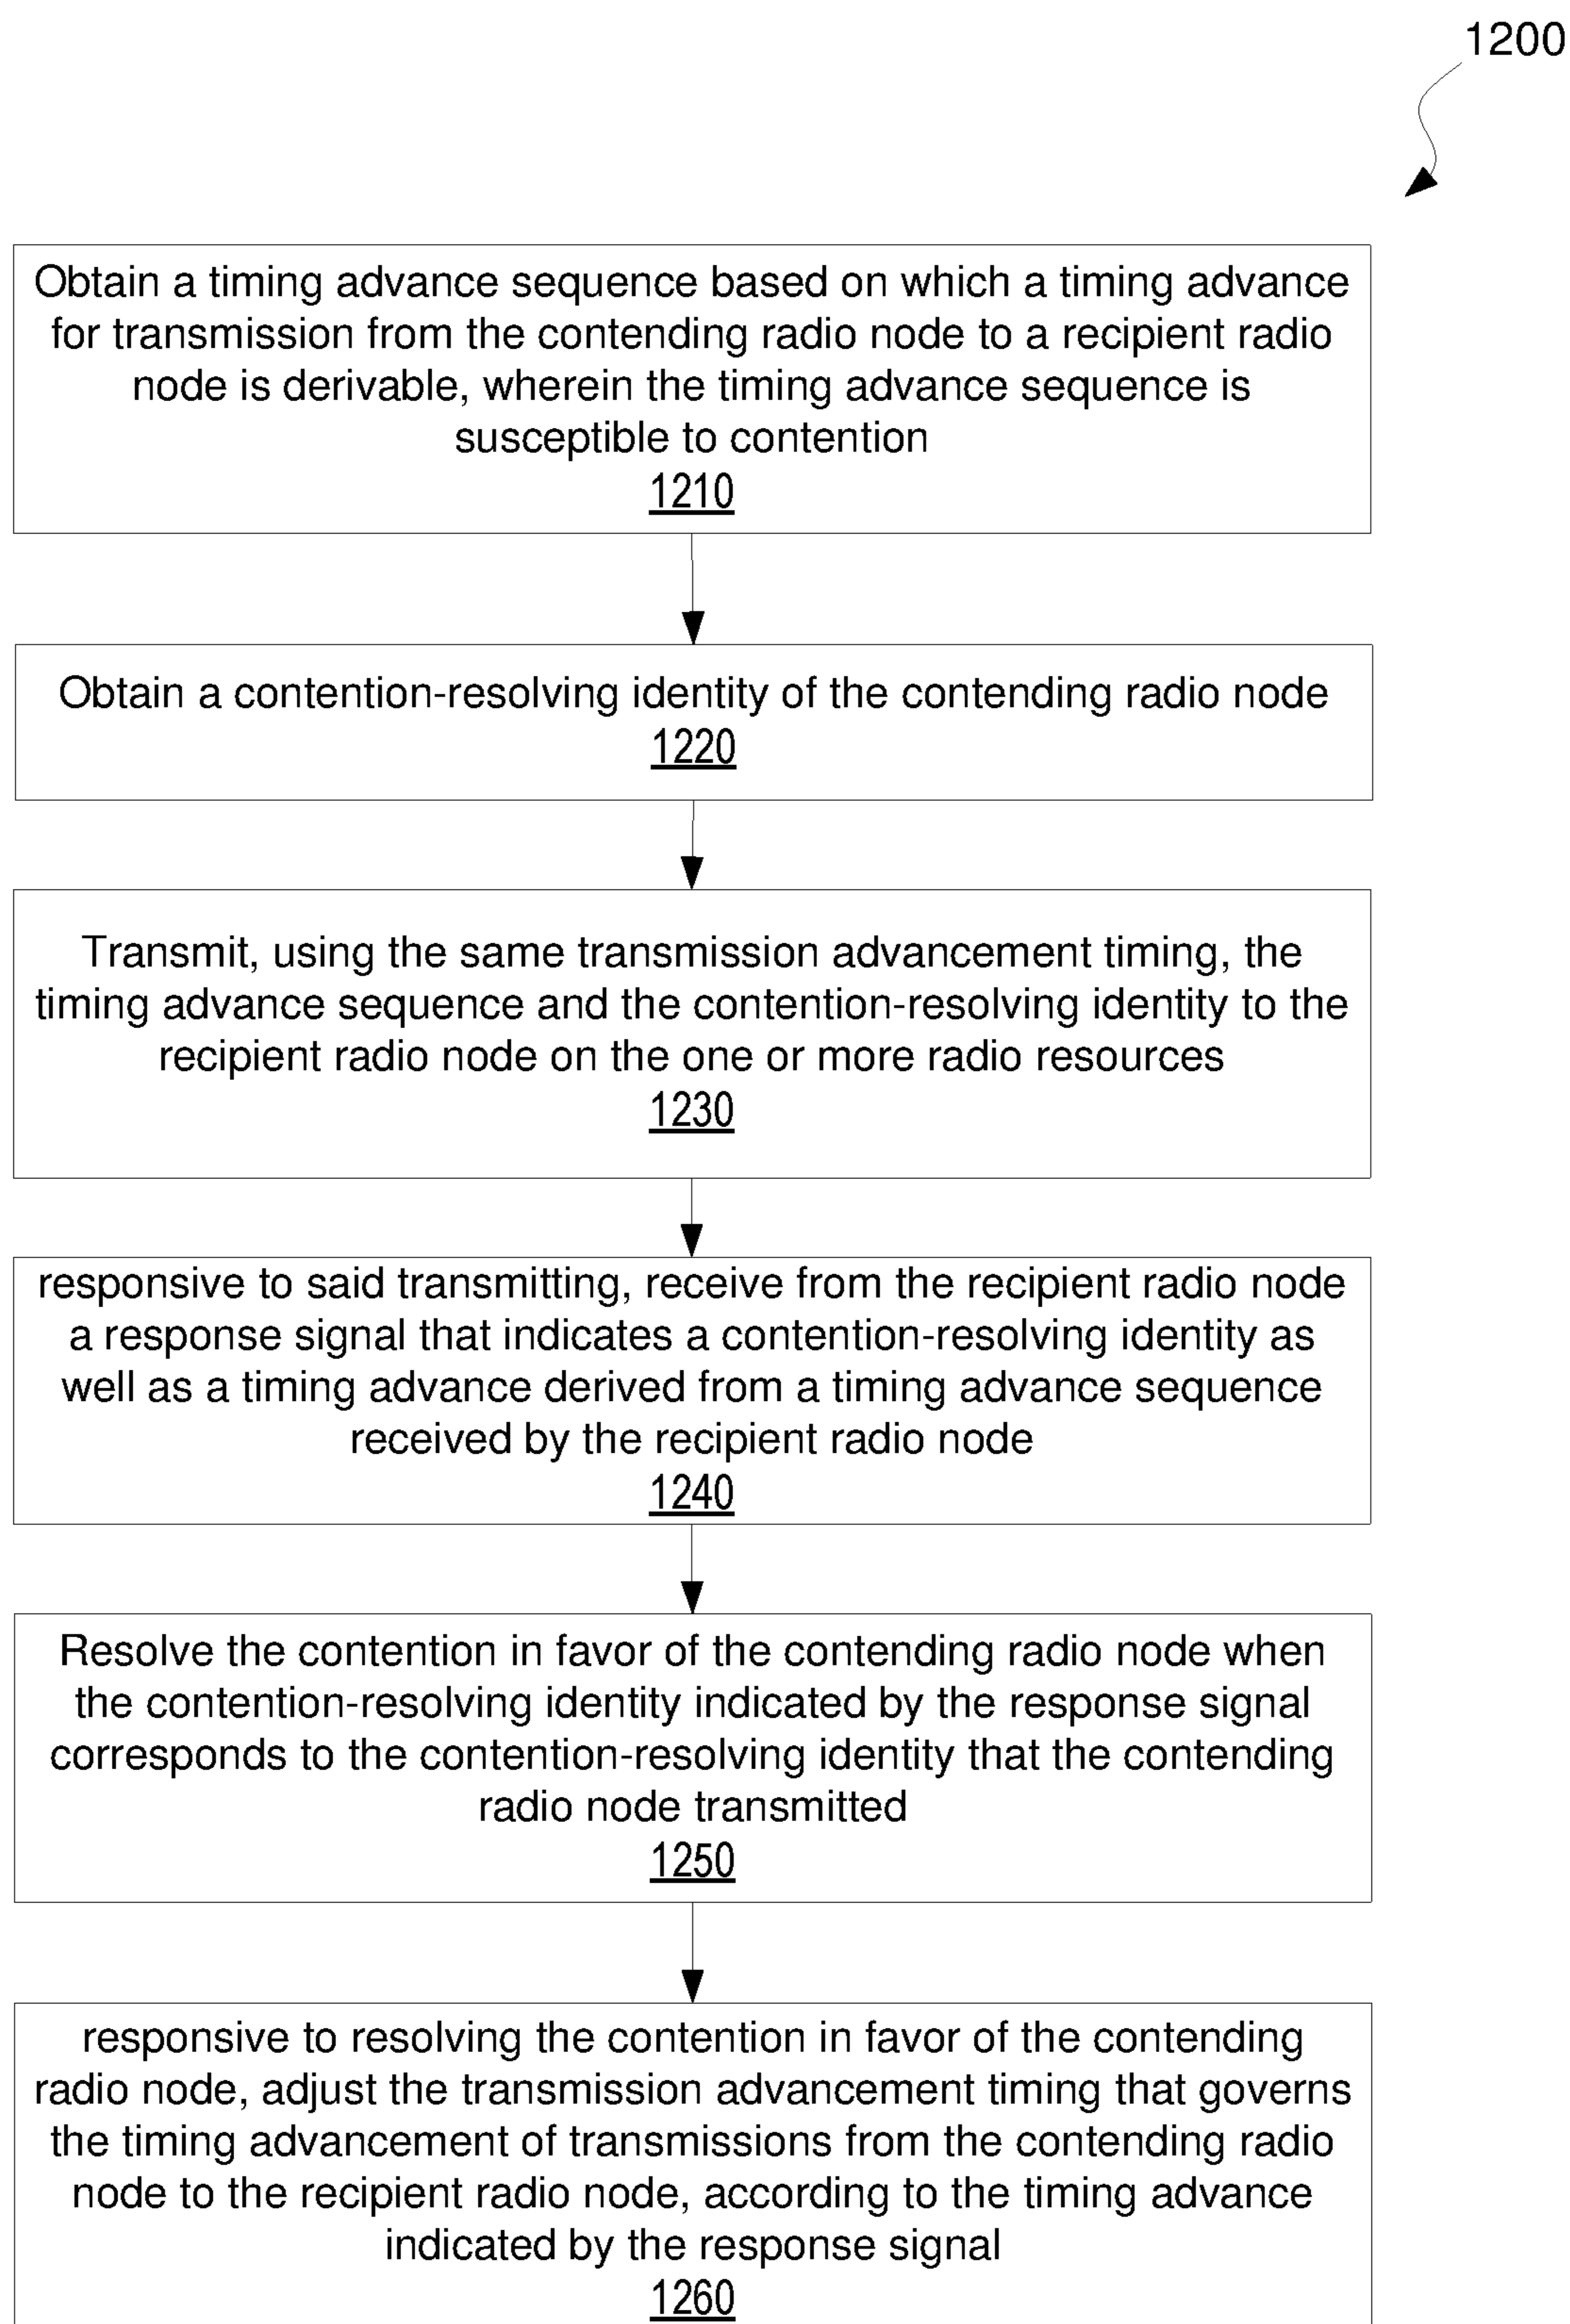 1200
Obtain a timing advance sequence based on which a timing advance
for transmission from the contending radio node to a recipient radio
node is derivable, wherein the timing advance sequence is
susceptible to contention
1210
Obtain a contention-resolving identity of the contending radio node
1220
Transmit, using the same transmission advancement timing, the
timing advance sequence and the contention-resolving identity to the
recipient radio node on the one or more radio resources
1230
responsive to said transmitting, receive from the recipient radio node
a response signal that indicates a contention-resolving identity as
well as a timing advance derived from a timing advance sequence
received by the recipient radio node
1240
Resolve the contention in favor of the contending radio node when
the contention-resolving identity indicated by the response signal
corresponds to the contention-resolving identity that the contending
radio node transmitted
1250
responsive to resolving the contention in favor of the contending
radio node, adjust the transmission advancement timing that governs
the timing advancement of transmissions from the contending radio
node to the recipient radio node, according to the timing advance
indicated by the response signal
1260